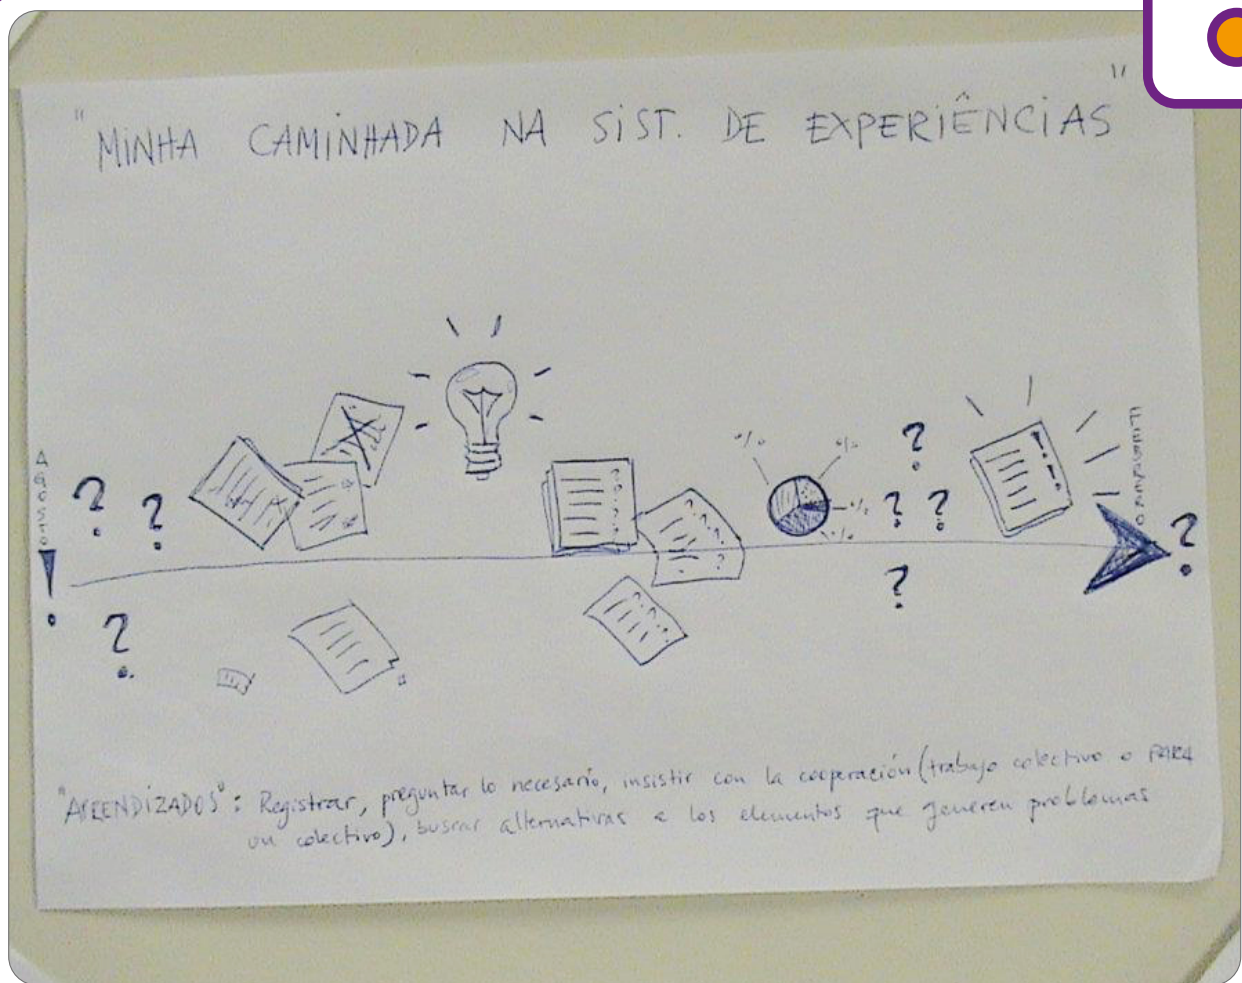 "MINHA CAMINHADA NA SIST. DE EXPERIÊNCIAS"
AGOSTO
% %
%
%
? ? ? ? ? ? ? ?
"APRENDIZADOS": Registrar, preguntar lo necesario, insistir con la cooperación (trabajo colectivo o PARA
un colectivo), buscar alternativas a los elementos que generen problemas